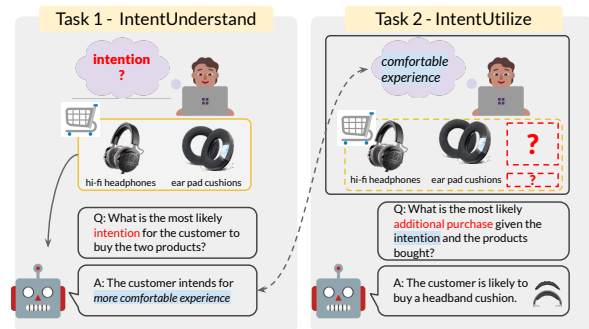 Task 1 - IntentUnderstand
intention
?
hi-fi headphones
ear pad cushions
Q: What is the most likely
intention for the customer to
buy the two products?
A: The customer intends for
more comfortable experience
Task 2 - IntentUtilize
comfortable
experience
hi-fi headphones
ear pad cushions
?
?
Q: What is the most likely
additional purchase given the
intention and the products
bought?
A: The customer is likely to
buy a headband cushion.